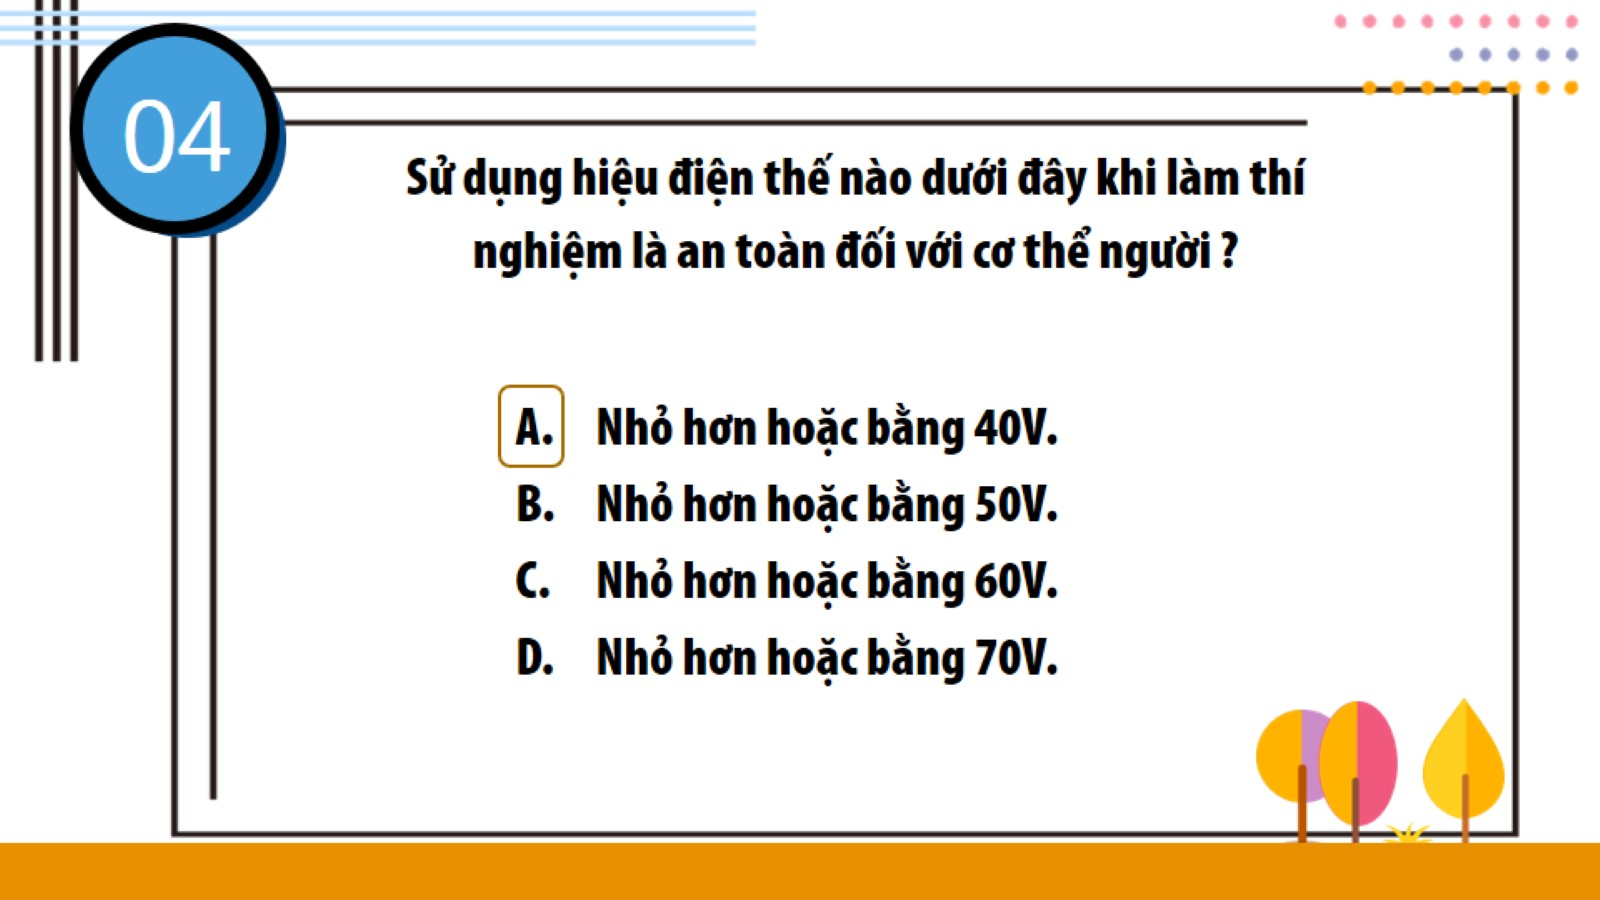 04
Sử dụng hiệu điện thế nào dưới đây khi làm thí
nghiệm là an toàn đối với cơ thể người ?
A. Nhỏ hơn hoặc bằng 40V.
B. Nhỏ hơn hoặc bằng 50V.
C. Nhỏ hơn hoặc bằng 60V.
D. Nhỏ hơn hoặc bằng 70V.